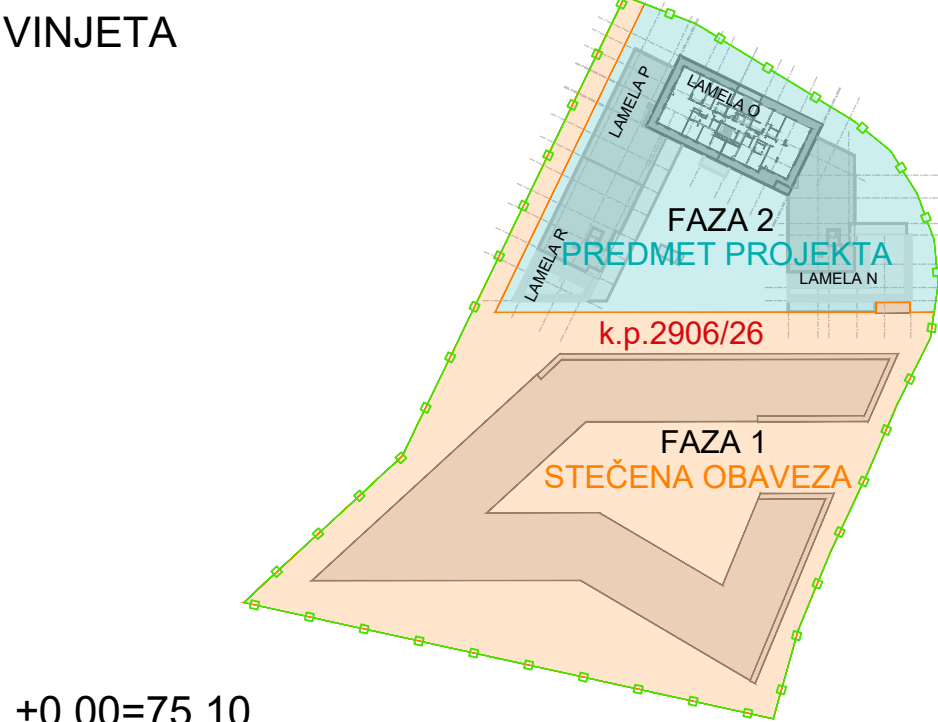 VINJETA
LAMELA P
LAMELA O
FAZA 2
PREDMET PROJEKTA
LAMELA R
LAMELA N
k.p.2906/26
FAZA 1
STEČENA OBAVEZA
+0.00=75.10